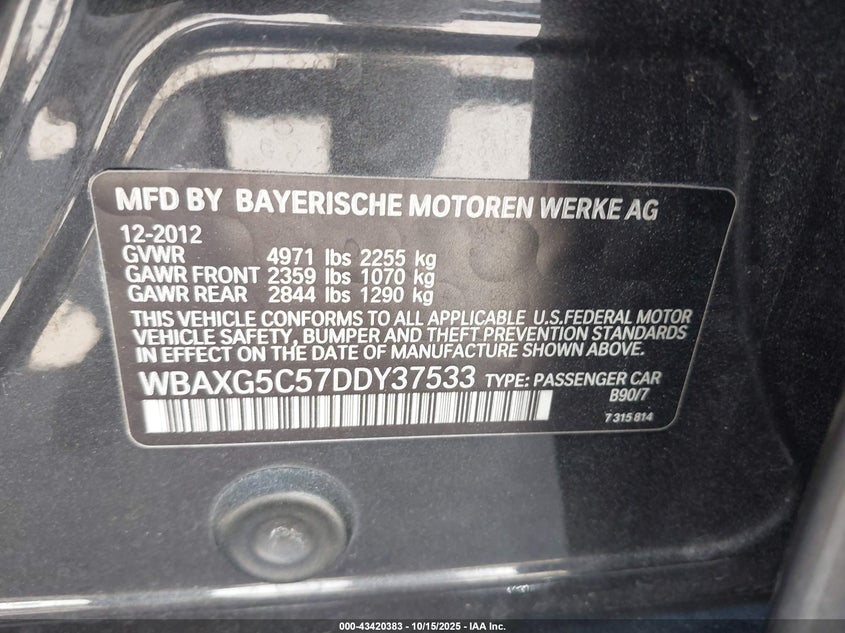 MFD BY BAYERISCHE MOTOREN WERKE AG
12-2012
GVWR 4971 lbs 2255 kg
GAWR FRONT 2359 lbs 1070 kg
GAWR REAR 2844 lbs 1290 kg
THIS VEHICLE CONFORMS TO ALL APPLICABLE U.S.FEDERAL MOTOR
VEHICLE SAFETY, BUMPER AND THEFT PREVENTION STANDARDS
IN EFFECT ON THE DATE OF MANUFACTURE SHOWN ABOVE.
WBAXG5C57DDY37533 TYPE: PASSENGER CAR
B90/7
7 315 814
000-43420383 - 10/15/2025 - IAA Inc.